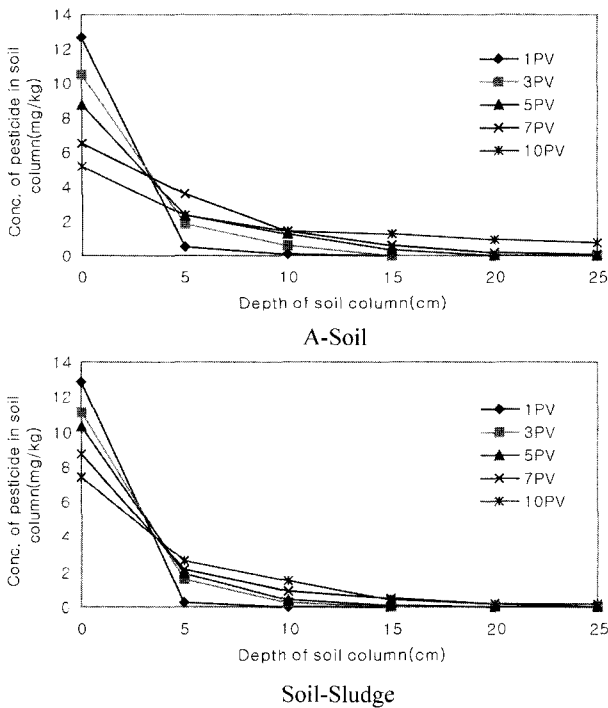 14
12
10
8
6
4
2
0
Conc. of pesticide in soil
column(mg/kg)
1PV
3PV
5PV
7PV
10PV
0 5 10 15 20 25
Depth of soil column(cm)
A-Soil
14
12
10
8
6
4
2
0
Conc. of pesticide in soil
column(mg/kg)
1PV
3PV
5PV
7PV
10PV
0 5 10 15 20 25
Depth of soil column(cm)
Soil-Sludge